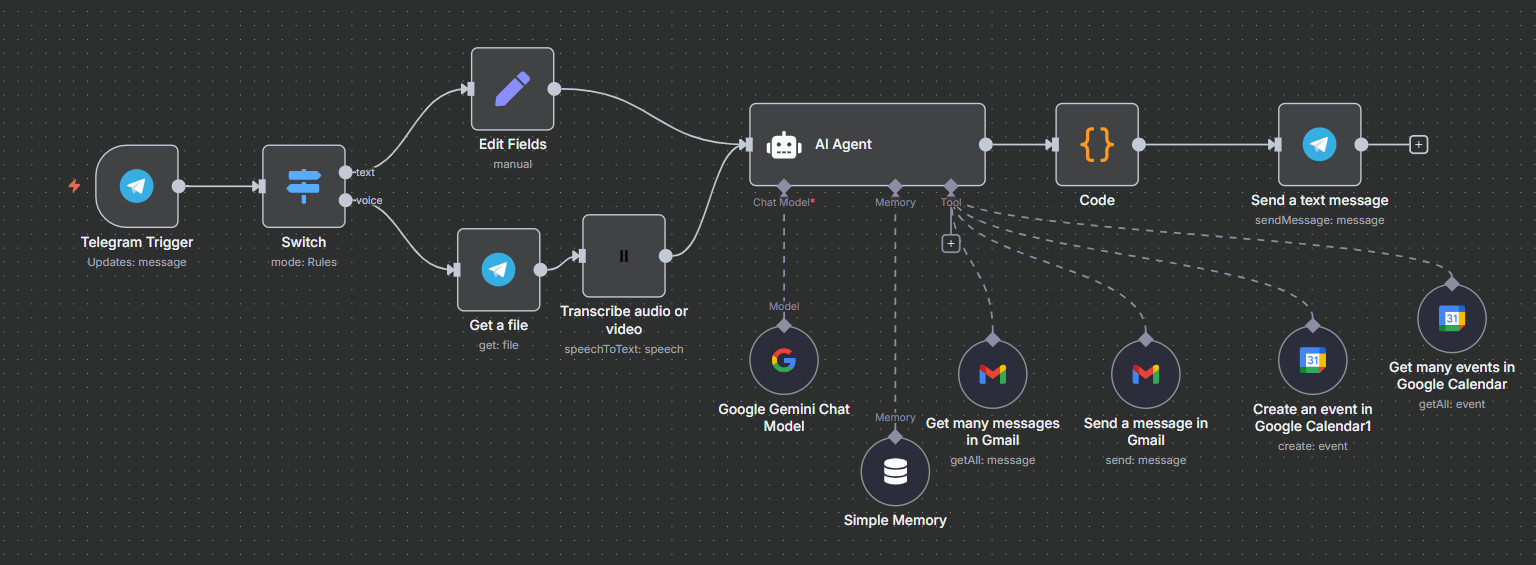 Edit Fields
manual
AI Agent
Telegram Trigger
Updates: message
Switch
mode: Rules
text
voice
Get a file
get: file
Transcribe audio or
video
speechToText: speech
Chat Model*
Memory
Tool
+
Code
Send a text message
sendMessage: message
+
Model
Google Gemini Chat
Model
Memory
Simple Memory
Get many messages
in Gmail
getAll: message
Send a message in
Gmail
send: message
31
Create an event in
Google Calendar1
create: event
31
Get many events in
Google Calendar
getAll: event